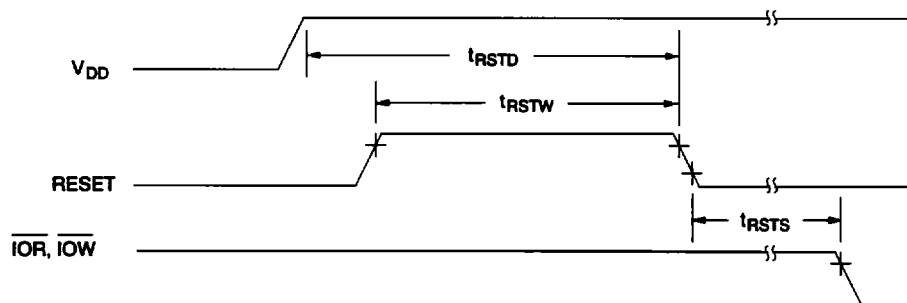 tRSTD
VDD
tRSTW
RESET
tRSTS
IOR, IOW